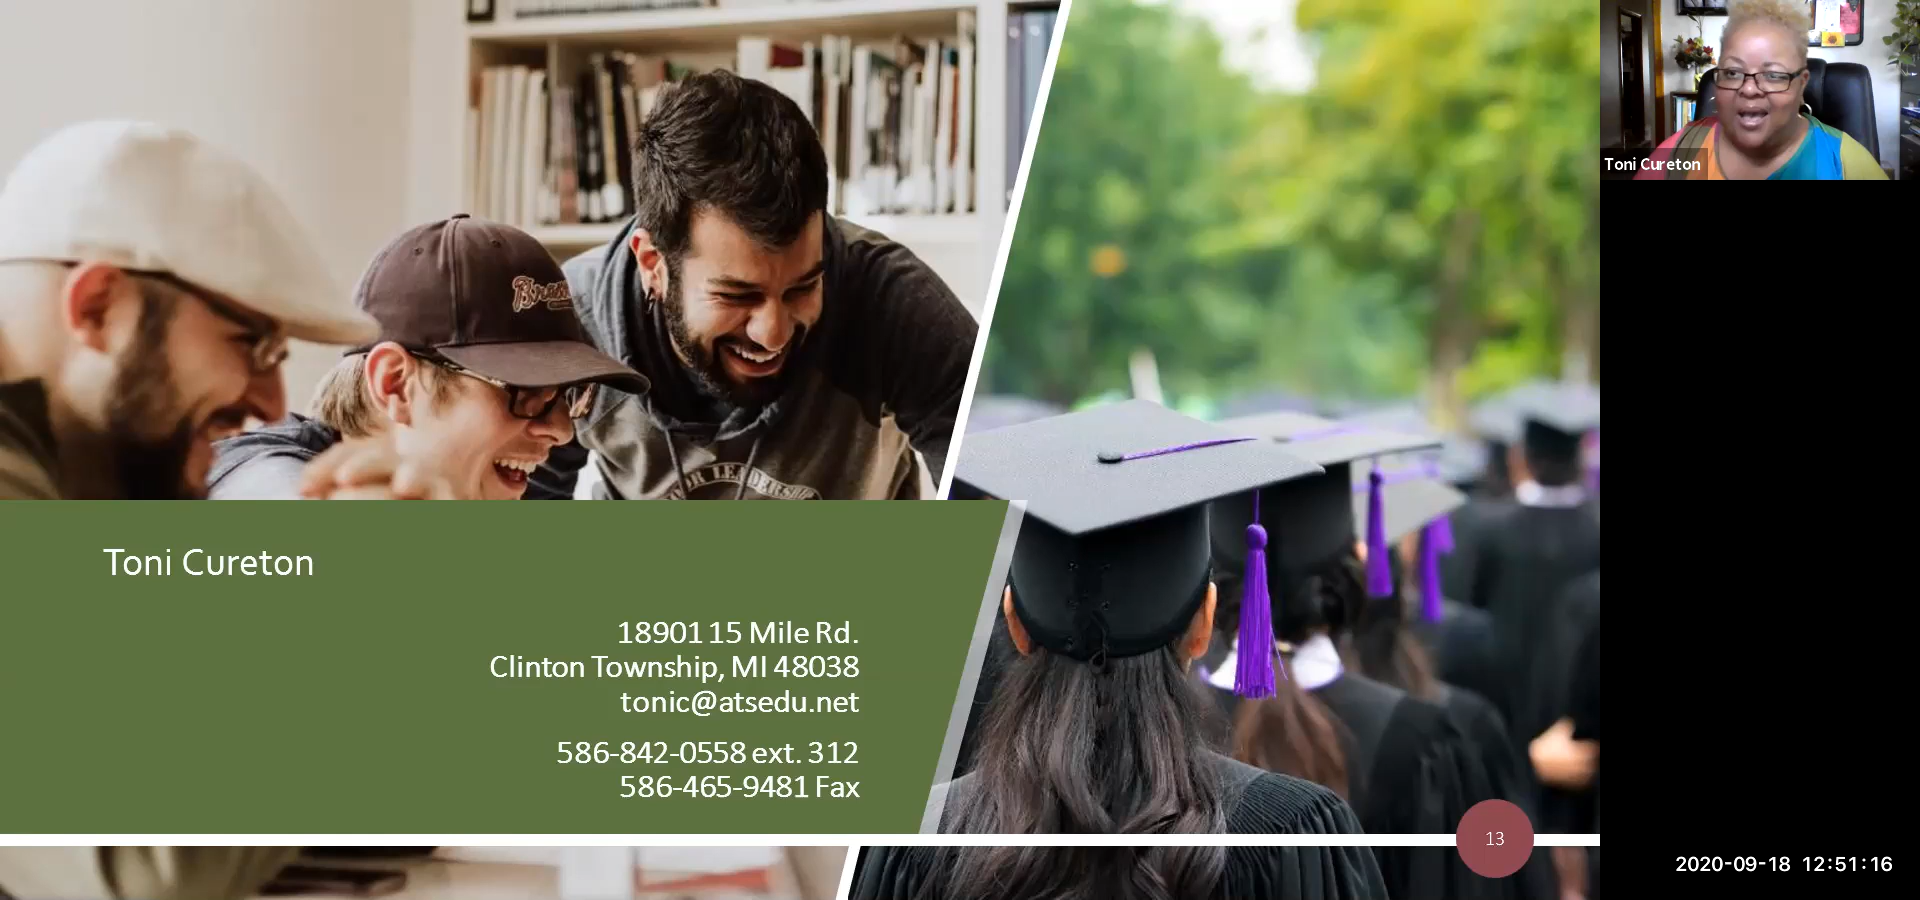 Toni Cureton
18901 15 Mile Rd.
Clinton Township, MI 48038
tonic@atsedu.net
586-842-0558 ext. 312
586-465-9481 Fax
13
Toni Cureton
2020-09-18 12:51:16